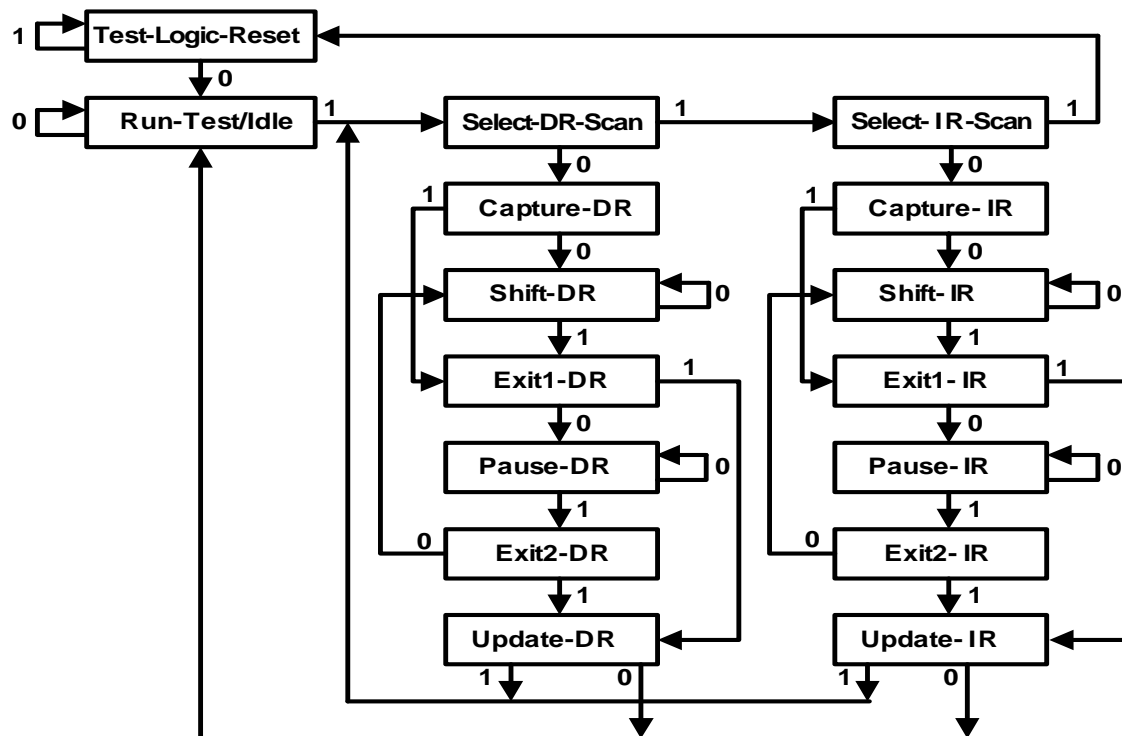 1
Test-Logic-Reset
0
0
Run-Test/Idle
1
Select-DR-Scan
1
Select- IR-Scan
1
0
0
1
Capture-DR
1
Capture- IR
0
0
Shift-DR
0
Shift- IR
0
1
1
Exit1-DR
1
Exit1- IR
1
0
0
Pause-DR
0
Pause- IR
0
1
1
0
Exit2-DR
0
Exit2- IR
1
1
Update-DR
Update- IR
1
0
1
0